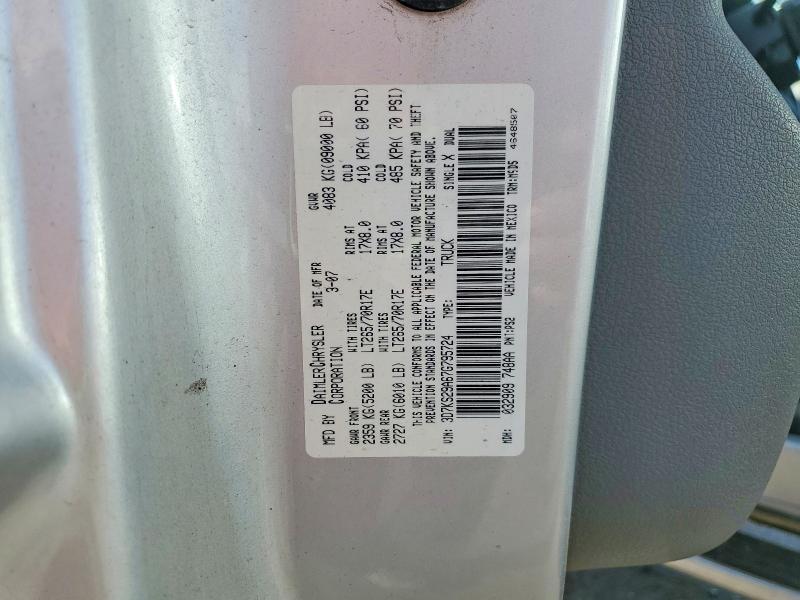 MFD BY DAIMLERCHRYSLER CORPORATION DATE OF MFR 3-07 GVWR 4083 KG(09000 LB)
GAWR FRONT WITH TIRES RIMS AT COLD
2359 KG(5200 LB) LT265/70R17E 17X8.0 410 KPA( 60 PSI)
GAWR REAR WITH TIRES RIMS AT COLD
2727 KG(6010 LB) LT265/70R17E 17X8.0 485 KPA( 70 PSI)
THIS VEHICLE CONFORMS TO ALL APPLICABLE FEDERAL MOTOR VEHICLE SAFETY AND THEFT
PREVENTION STANDARDS IN EFFECT ON THE DATE OF MANUFACTURE SHOWN ABOVE.
VIN: 3D7KS29A67G795724 TYPE: TRUCK SINGLE X DUAL
MDH: 032909 748AA PNT:PS2 VEHICLE MADE IN MEXICO TRM:MSD5 4648507